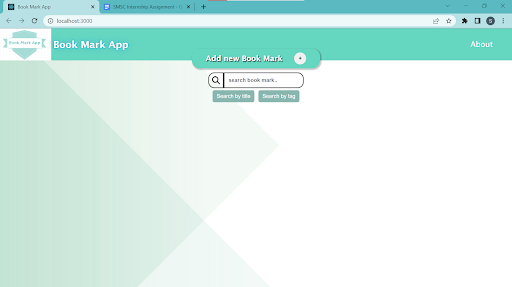 Book Mark App
SMSC Internship Assignment -
localhost:3000
Book Mark App
Book Mark App
About
Add new Book Mark +
search book mark..
Search by title
Search by tag